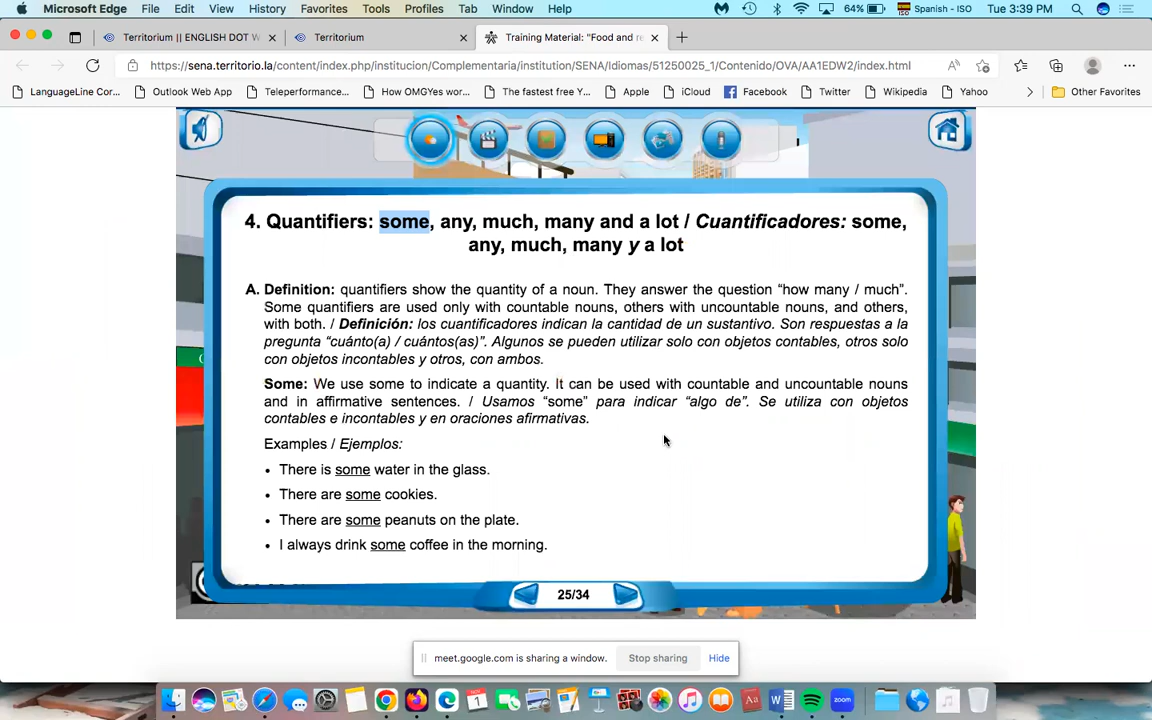 Microsoft Edge File Edit View History Favorites Tools Profiles Tab Window Help 64% Spanish - ISO Tue 3:39 PM
Territorium || ENGLISH DOT W Territorium Training Material: "Food and re
https://sena.territorio.la/content/index.php/institucion/Complementaria/institution/SENA/Idiomas/51250025_1/Contenido/OVA/AA1EDW2/index.html
LanguageLine Cor... Outlook Web App Teleperformance... How OMGYes wor... The fastest free Y... Apple iCloud Facebook Twitter Wikipedia Yahoo Other Favorites
4. Quantifiers: some, any, much, many and a lot / Cuantificadores: some,
any, much, many y a lot
A. Definition: quantifiers show the quantity of a noun. They answer the question “how many / much”.
Some quantifiers are used only with countable nouns, others with uncountable nouns, and others,
with both. / Definición: los cuantificadores indican la cantidad de un sustantivo. Son respuestas a la
pregunta “cuánto(a) / cuántos(as)”. Algunos se pueden utilizar solo con objetos contables, otros solo
con objetos incontables y otros, con ambos.
Some: We use some to indicate a quantity. It can be used with countable and uncountable nouns
and in affirmative sentences. / Usamos “some” para indicar “algo de”. Se utiliza con objetos
contables e incontables y en oraciones afirmativas.
Examples / Ejemplos:
• There is some water in the glass.
• There are some cookies.
• There are some peanuts on the plate.
• I always drink some coffee in the morning.
25/34
meet.google.com is sharing a window. Stop sharing Hide
zoom